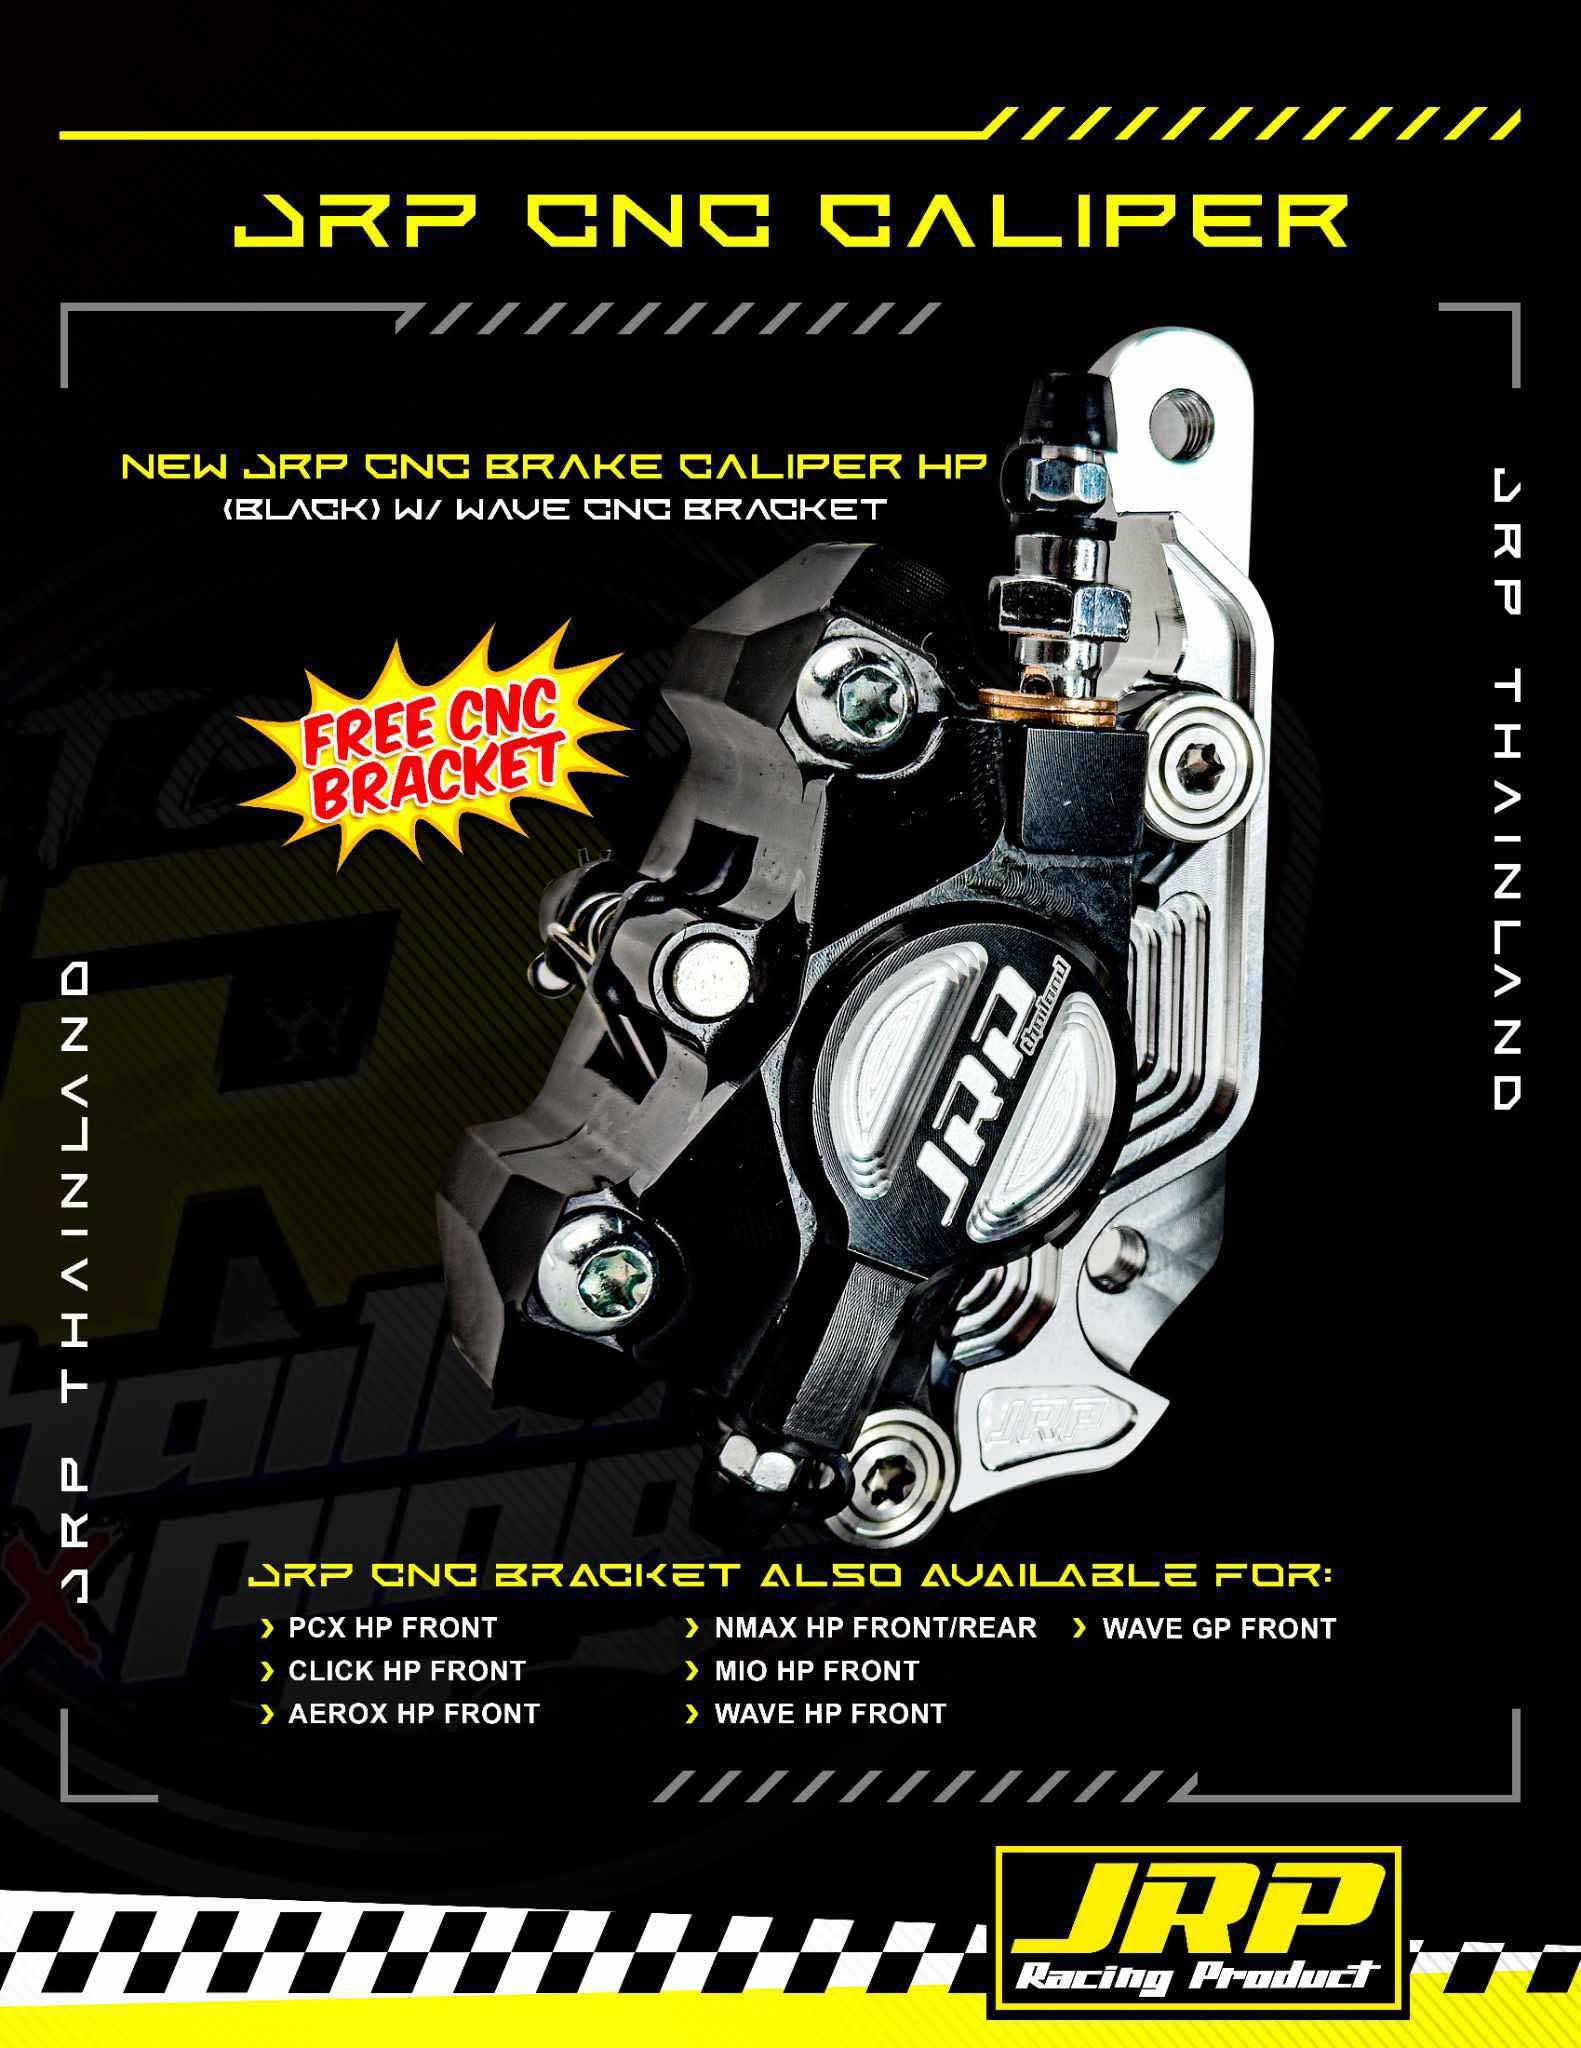 JRP CNC CALIPER
NEW JRP CNC BRAKE CALIPER HP
(BLACK) W/ WAVE CNC BRACKET
FREE CNC
BRACKET
JRP THAINLAND
JRP THAINLAND
JRP
thailand
JRP
JRP CNC BRACKET ALSO AVAILABLE FOR:
PCX HP FRONT
CLICK HP FRONT
AEROX HP FRONT
NMAX HP FRONT/REAR
MIO HP FRONT
WAVE HP FRONT
WAVE GP FRONT
JRP
Racing Product